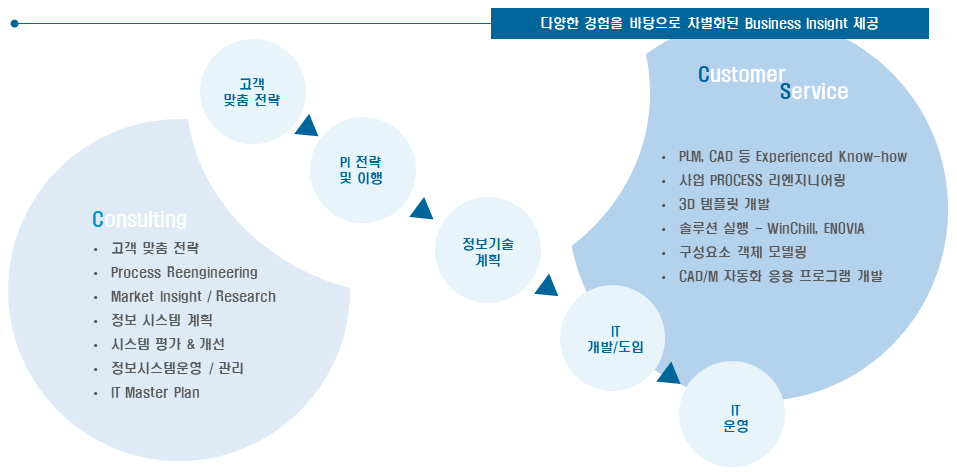 다양한 경험을 바탕으로 차별화된 Business Insight 제공
고객
맞춤 전략
PI 전략
및 이행
정보기술
계획
IT
개발/도입
IT
운영
Consulting
• 고객 맞춤 전략
• Process Reengineering
• Market Insight / Research
• 정보 시스템 계획
• 시스템 평가 & 개선
• 정보시스템운영 / 관리
• IT Master Plan
Customer
Service
• PLM, CAD 등 Experienced Know-how
• 사업 PROCESS 리엔지니어링
• 3D 템플릿 개발
• 솔루션 실행 - WinChill, ENOVIA
• 구성요소 객체 모델링
• CAD/M 자동화 응용 프로그램 개발